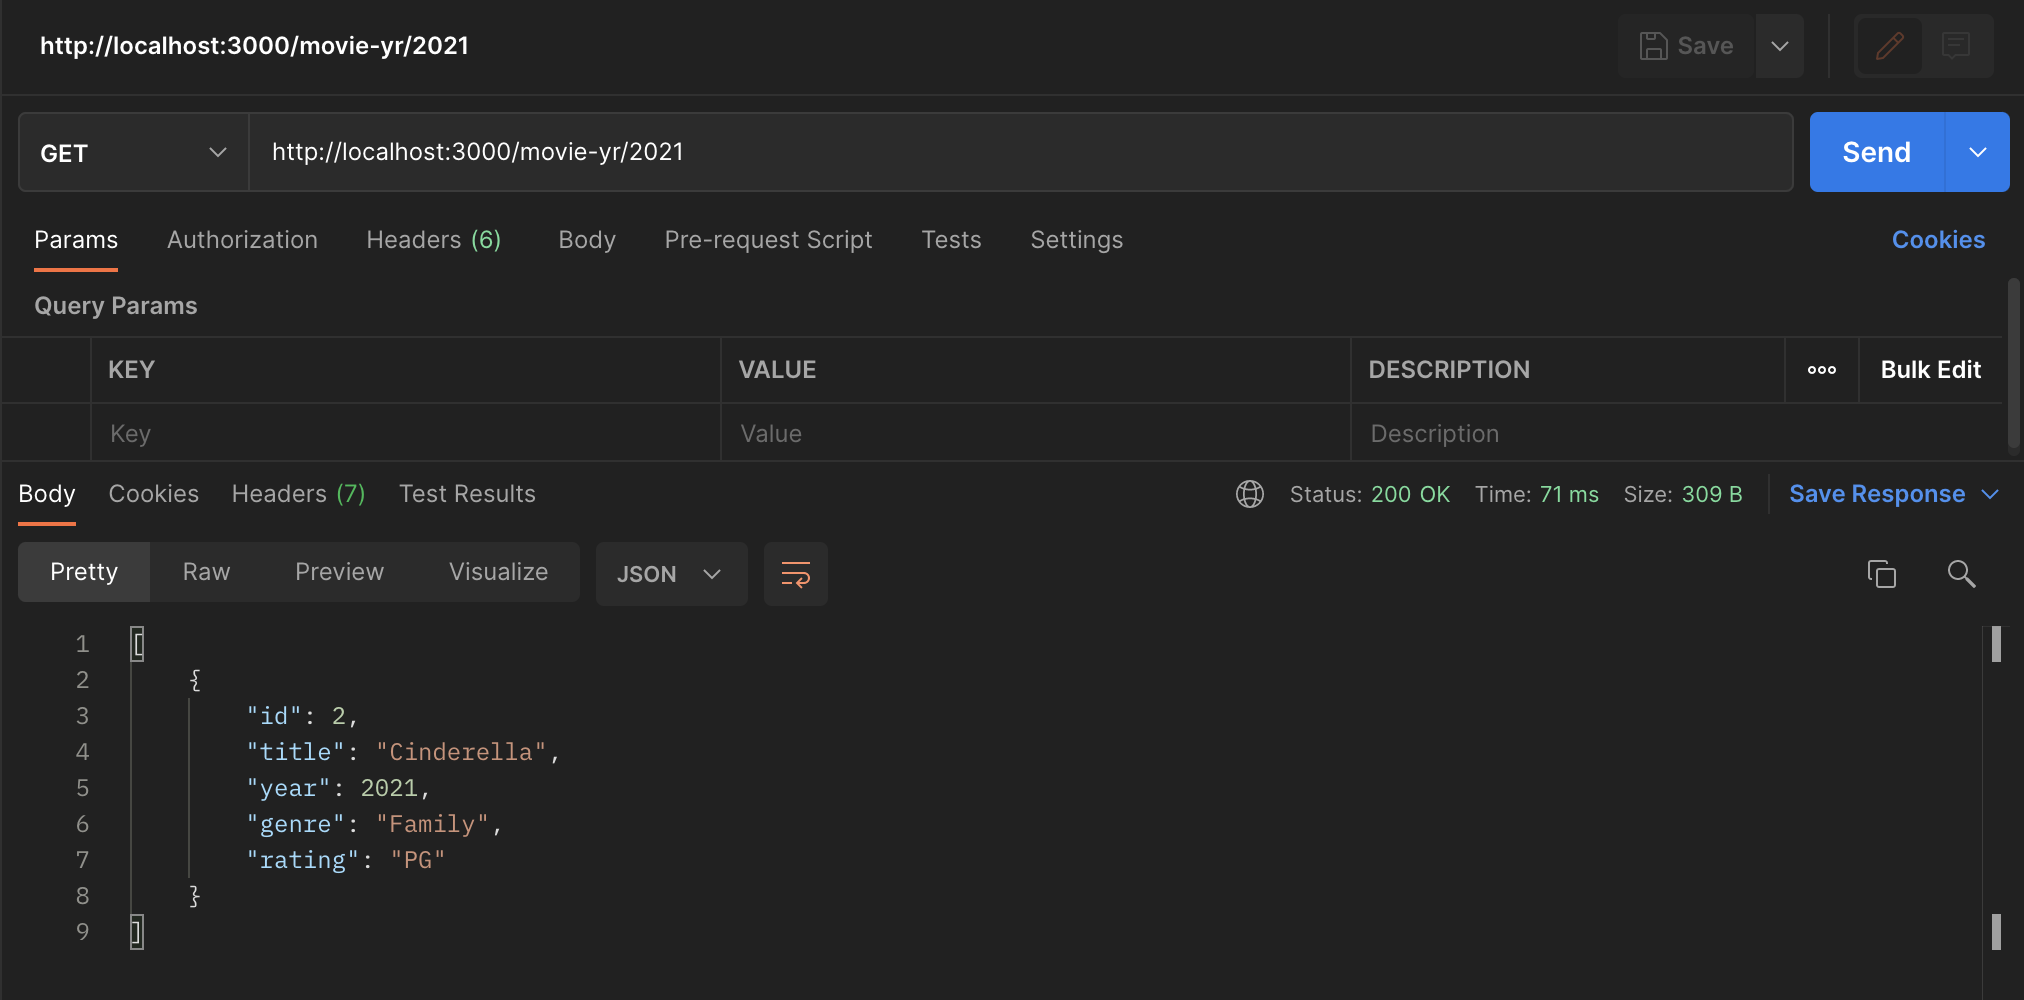 http://localhost:3000/movie-yr/2021 Save
GET http://localhost:3000/movie-yr/2021 Send
Params Authorization Headers (6) Body Pre-request Script Tests Settings Cookies
Query Params
KEY VALUE DESCRIPTION ooo Bulk Edit
Key Value Description
Body Cookies Headers (7) Test Results Status: 200 OK Time: 71 ms Size: 309 B Save Response
Pretty Raw Preview Visualize JSON
1 [
2 {
3 "id": 2,
4 "title": "Cinderella",
5 "year": 2021,
6 "genre": "Family",
7 "rating": "PG"
8 }
9 ]